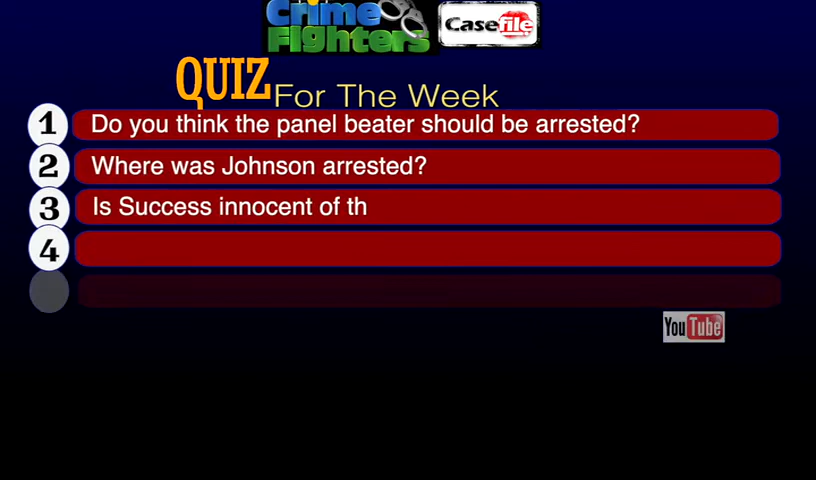 Crime
Fighters
Casefile
QUIZ For The Week
1 Do you think the panel beater should be arrested?
2 Where was Johnson arrested?
3 Is Success innocent of th
4
YouTube